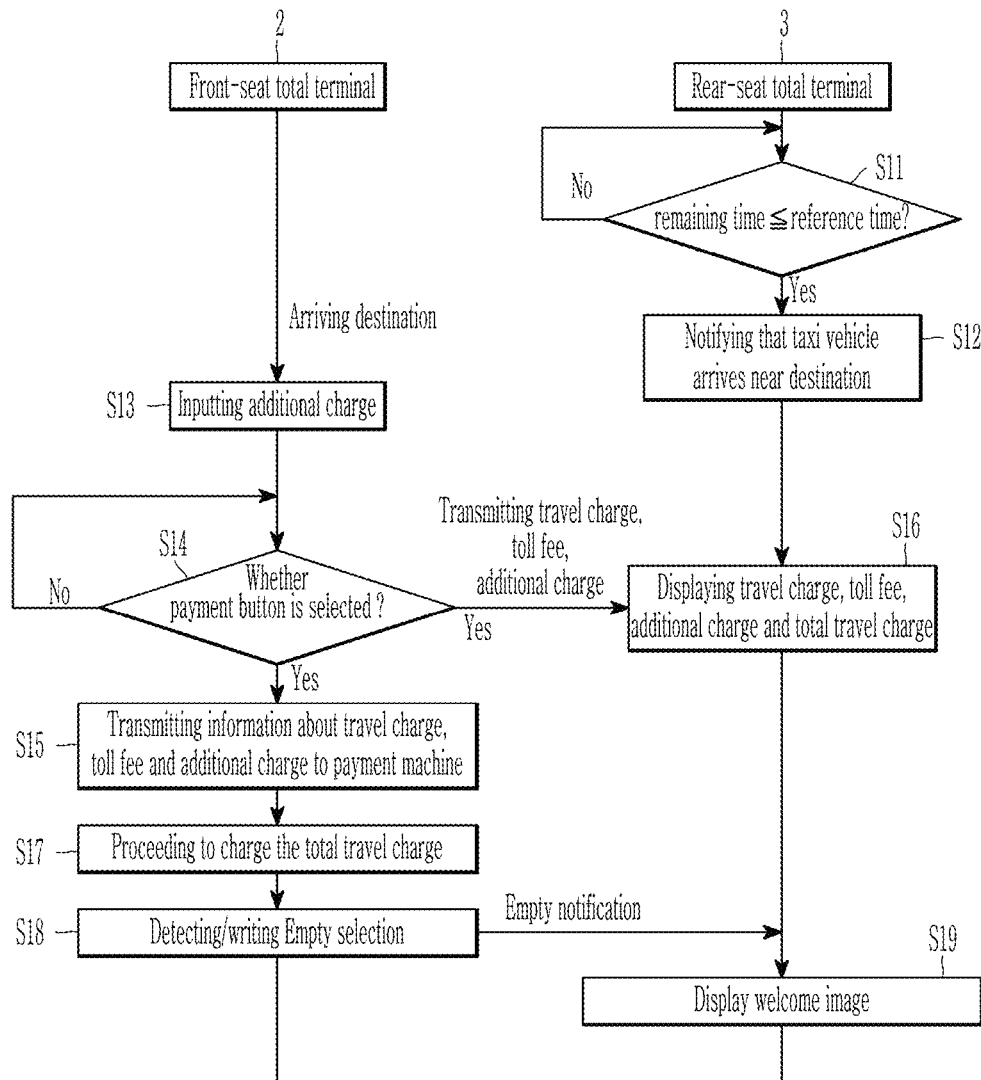 2
3
Front-seat total terminal
Rear-seat total terminal
S11
No
remaining time ≦ reference time?
Yes
Arriving destination
Notifying that taxi vehicle
arrives near destination
S12
S13
Inputting additional charge
Transmitting travel charge,
toll fee,
additional charge
S14
S16
Whether
payment button is selected ?
No
Yes
Displaying travel charge, toll fee,
additional charge and total travel charge
Yes
S15
Transmitting information about travel charge,
toll fee and additional charge to payment machine
S17
Proceeding to charge the total travel charge
S18
Detecting/writing Empty selection
Empty notification
S19
Display welcome image